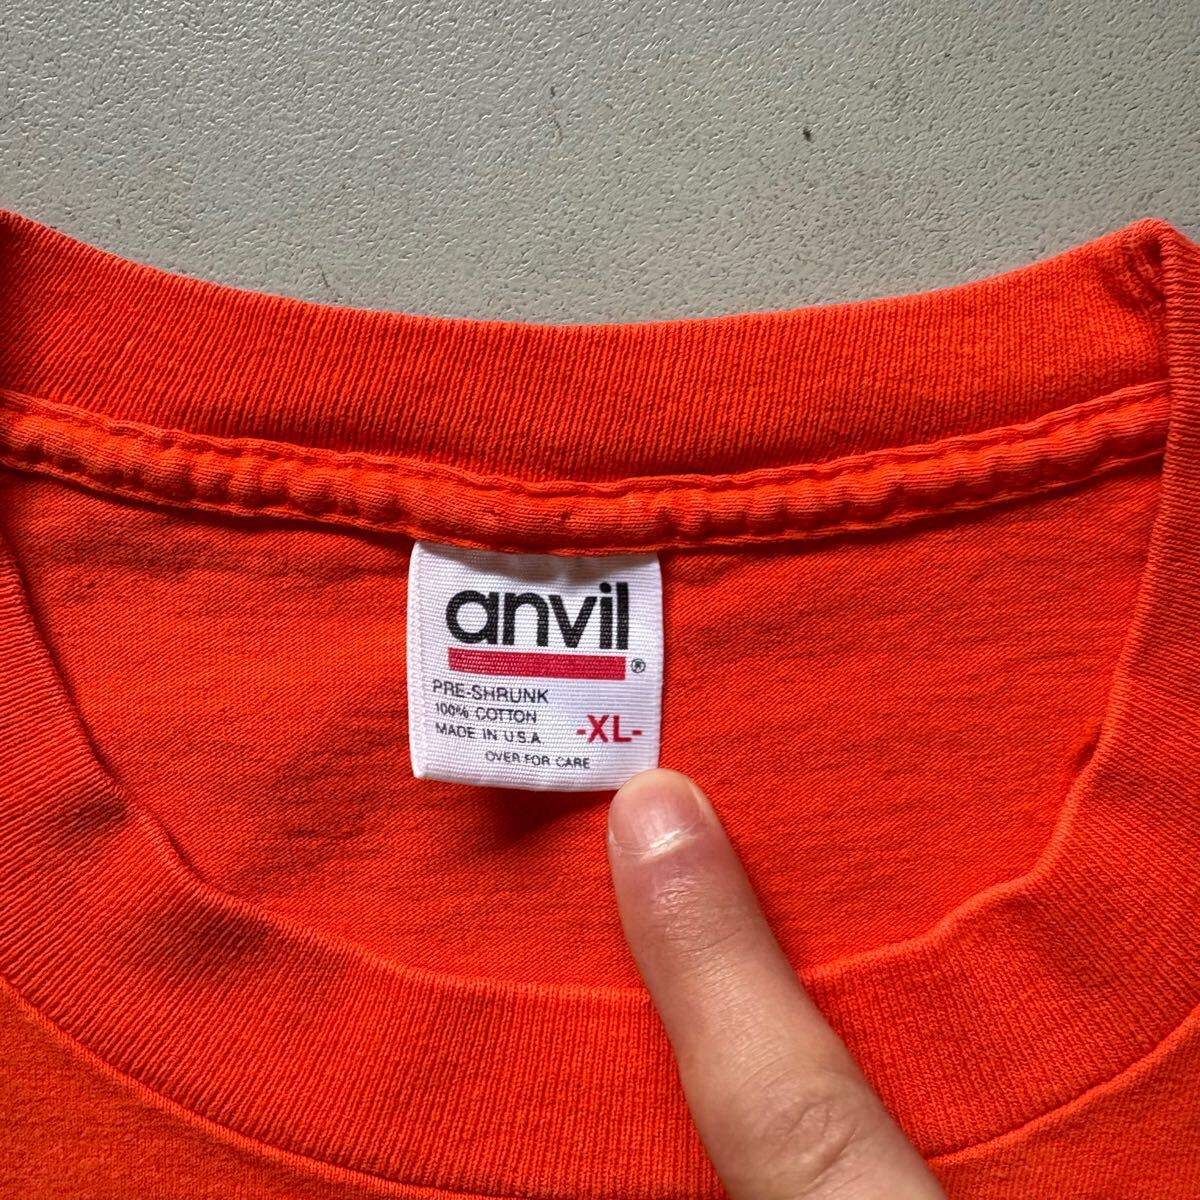 anvil®
PRE-SHRUNK
100% COTTON
MADE IN U.S.A.
-XL-
OVER FOR CARE